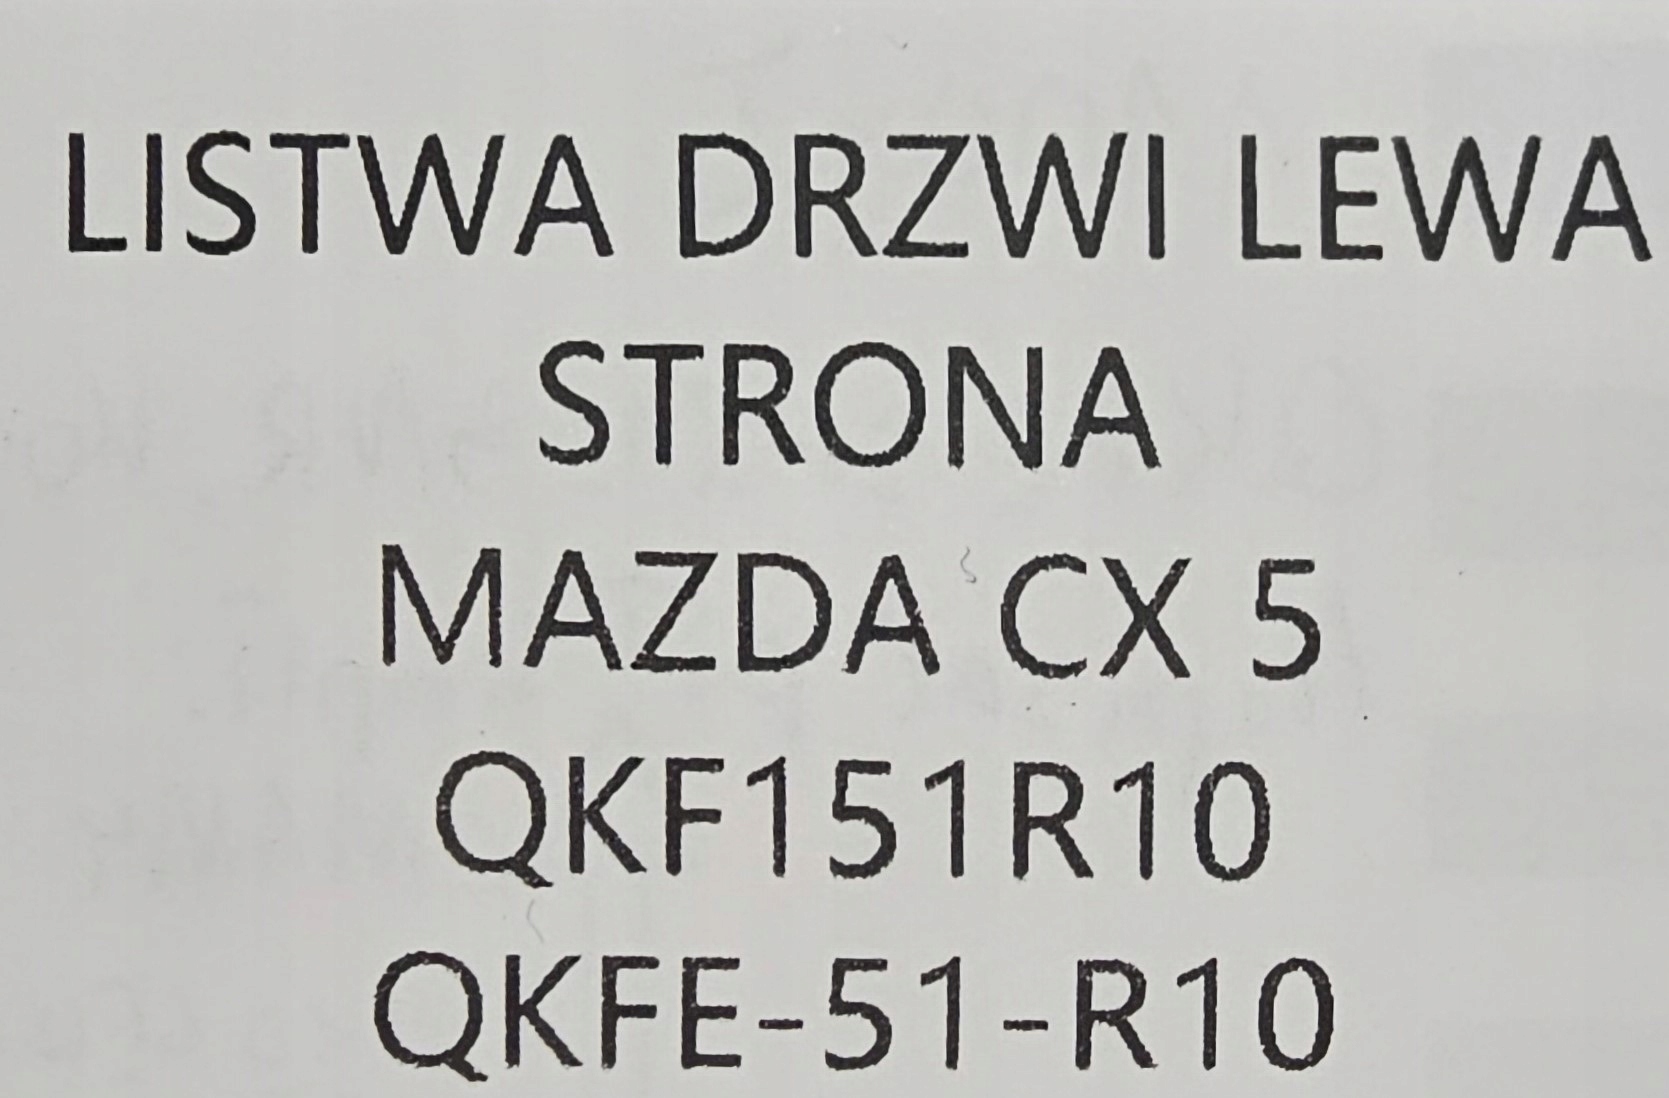 LISTWA DRZWI LEWA
STRONA
MAZDA CX 5
QKF151R10
QKFE-51-R10